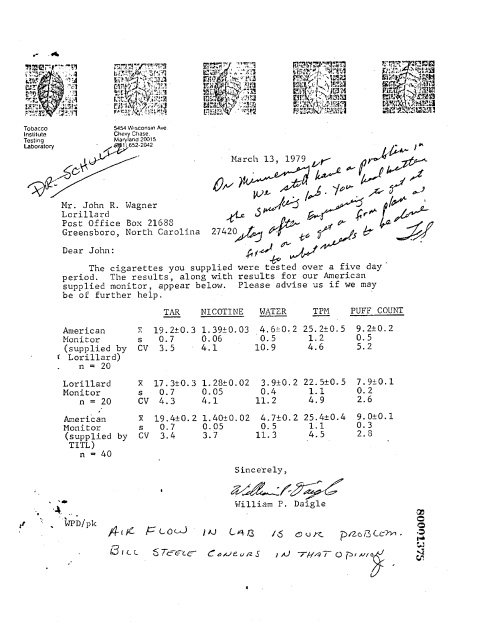 Tobacco
Institute
Testing
Laboratory
5454 Wisconsin Ave.
Chevy Chase,
Maryland 20015
652-2842
DR. SCHULTZ
March 13, 1979
Dr Minnemeyer
We still have a problem in
the smoking lab. You had better
stay after Engineering to get at
fixed or to get a firm plan as
to what needs to be done
Mr. John R. Wagner
Lorillard
Post Office Box 21688
Greensboro, North Carolina 27420
Dear John:
The cigarettes you supplied were tested over a five day
period. The results, along with results for our American
supplied monitor, appear below. Please advise us if we may
be of further help.
TAR NICOTINE WATER TPM PUFF COUNT
American x̄ 19.2±0.3 1.39±0.03 4.6±0.2 25.2±0.5 9.2±0.2
Monitor s 0.7 0.06 0.5 1.2 0.5
(supplied by CV 3.5 4.1 10.9 4.6 5.2
Lorillard)
n = 20
Lorillard x̄ 17.3±0.3 1.28±0.02 3.9±0.2 22.5±0.5 7.9±0.1
Monitor s 0.7 0.05 0.4 1.1 0.2
n = 20 CV 4.3 4.1 11.2 4.9 2.6
American x̄ 19.4±0.2 1.40±0.02 4.7±0.2 25.4±0.4 9.0±0.1
Monitor s 0.7 0.05 0.5 1.1 0.3
(supplied by CV 3.4 3.7 11.3 4.5 2.8
TITL)
n = 40
Sincerely,
William P. Daigle
William P. Daigle
WPD/pk
AIR FLOW IN LAB IS OUR PROBLEM.
BILL STEELE CONCURS IN THAT OPINION
80001375